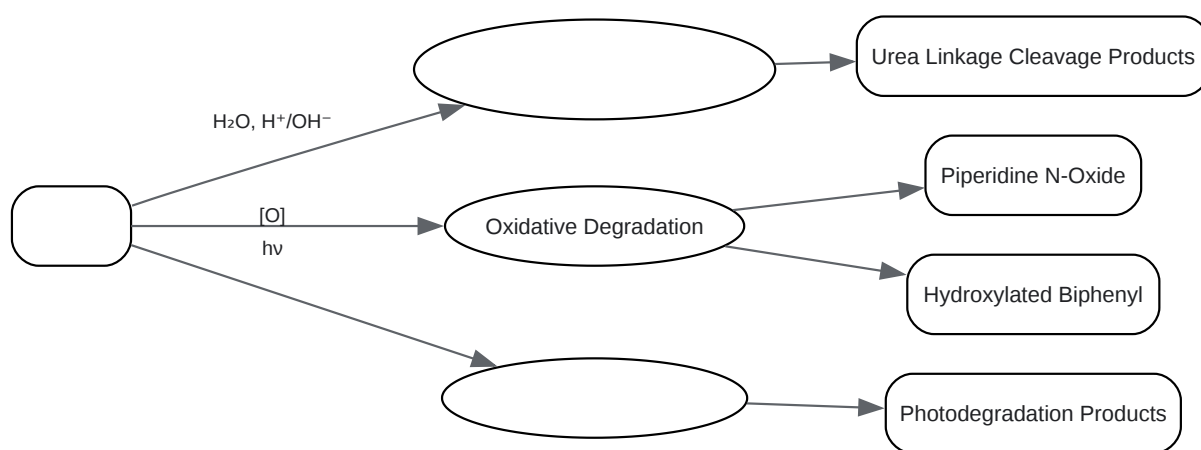 Urea Linkage Cleavage Products
H₂O, H⁺/OH⁻
Piperidine N-Oxide
[O]
Oxidative Degradation
hν
Hydroxylated Biphenyl
Photodegradation Products